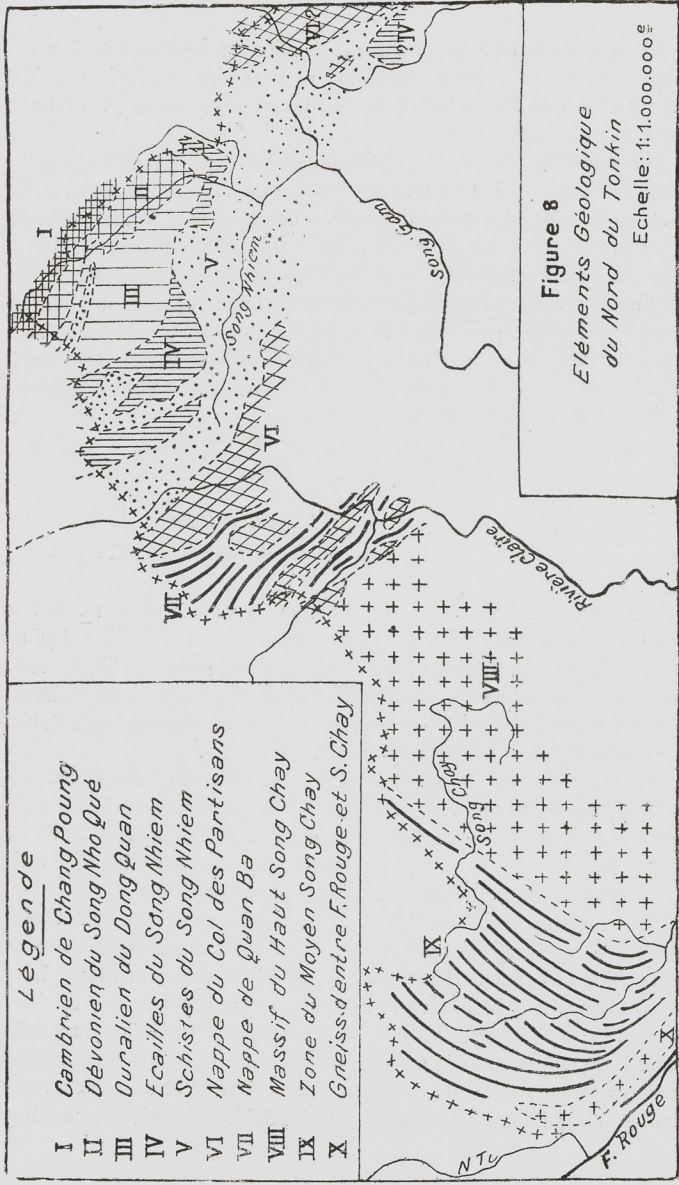 Légende
I Cambrien de Chang Poung
II Dévonien du Song Nho Qué
III Ouralien du Dong Quan
IV Ecailles du Song Nhiem
V Schistes du Song Nhiem
VI Nappe du Col des Partisans
VII Nappe de Quan Ba
VIII Massif du Haut Song Chay
IX Zone du Moyen Song Chay
X Gneiss dentre F. Rouge et S. Chay
I
II
III
IV
V
Song Nhiem
VI
VI?
IV?
Song Gam
VII
Rivière Claire
VIII
Song Chay
IX
X
F. Rouge
Figure 8
Eléments Géologique
du Nord du Tonkin
Echelle: 1:1.000.000e